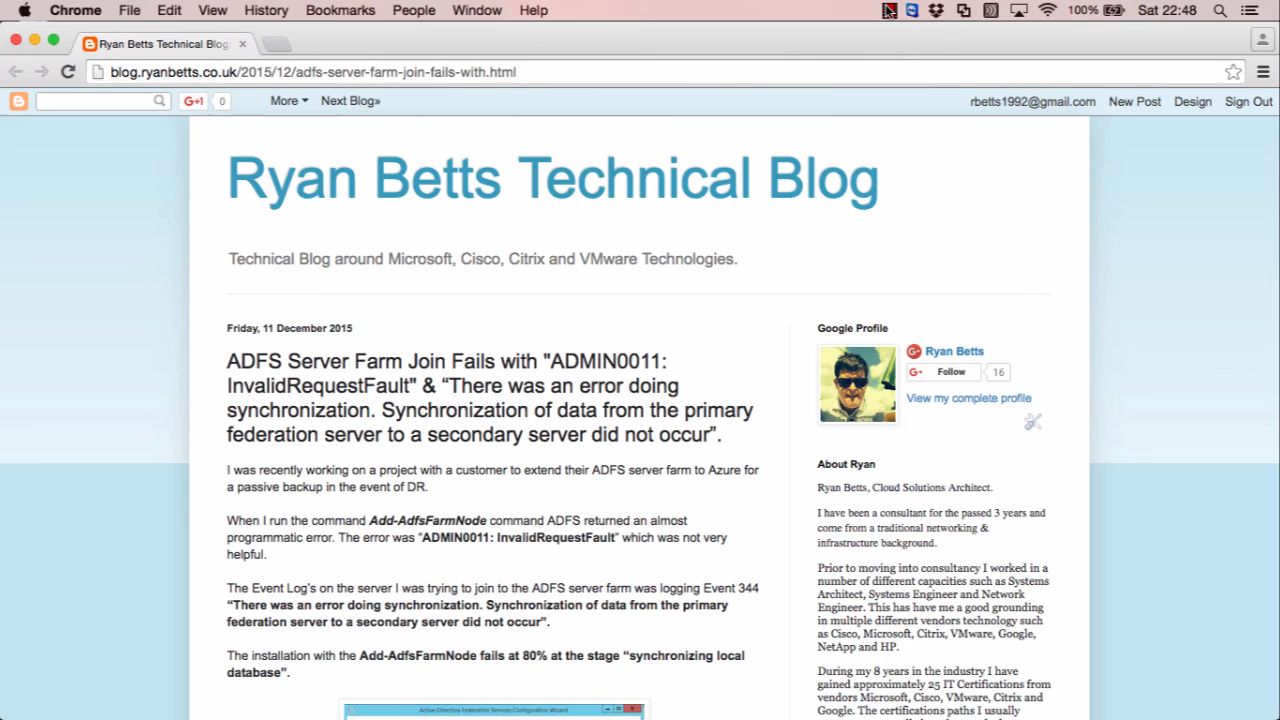 Chrome File Edit View History Bookmarks People Window Help 100% Sat 22:48
Ryan Betts Technical Blog:
blog.ryanbetts.co.uk/2015/12/adfs-server-farm-join-fails-with.html
G+1 0 More Next Blog» rbetts1992@gmail.com New Post Design Sign Out
Ryan Betts Technical Blog
Technical Blog around Microsoft, Cisco, Citrix and VMware Technologies.
Friday, 11 December 2015
ADFS Server Farm Join Fails with "ADMIN0011:
InvalidRequestFault" & “There was an error doing
synchronization. Synchronization of data from the primary
federation server to a secondary server did not occur”.
I was recently working on a project with a customer to extend their ADFS server farm to Azure for
a passive backup in the event of DR.
When I run the command Add-AdfsFarmNode command ADFS returned an almost
programmatic error. The error was “ADMIN0011: InvalidRequestFault” which was not very
helpful.
The Event Log's on the server I was trying to join to the ADFS server farm was logging Event 344
“There was an error doing synchronization. Synchronization of data from the primary
federation server to a secondary server did not occur”.
The installation with the Add-AdfsFarmNode fails at 80% at the stage “synchronizing local
database”.
Active Directory Federation Services Configuration Wizard
Google Profile
Ryan Betts
G+ Follow 16
View my complete profile
About Ryan
Ryan Betts, Cloud Solutions Architect.
I have been a consultant for the passed 3 years and
come from a traditional networking &
infrastructure background.
Prior to moving into consultancy I worked in a
number of different capacities such as Systems
Architect, Systems Engineer and Network
Engineer. This has have me a good grounding
in multiple different vendors technology such
as Cisco, Microsoft, Citrix, VMware, Google,
NetApp and HP.
During my 8 years in the industry I have
gained approximately 25 IT Certifications from
vendors Microsoft, Cisco, VMware, Citrix and
Google. The certifications paths I usually